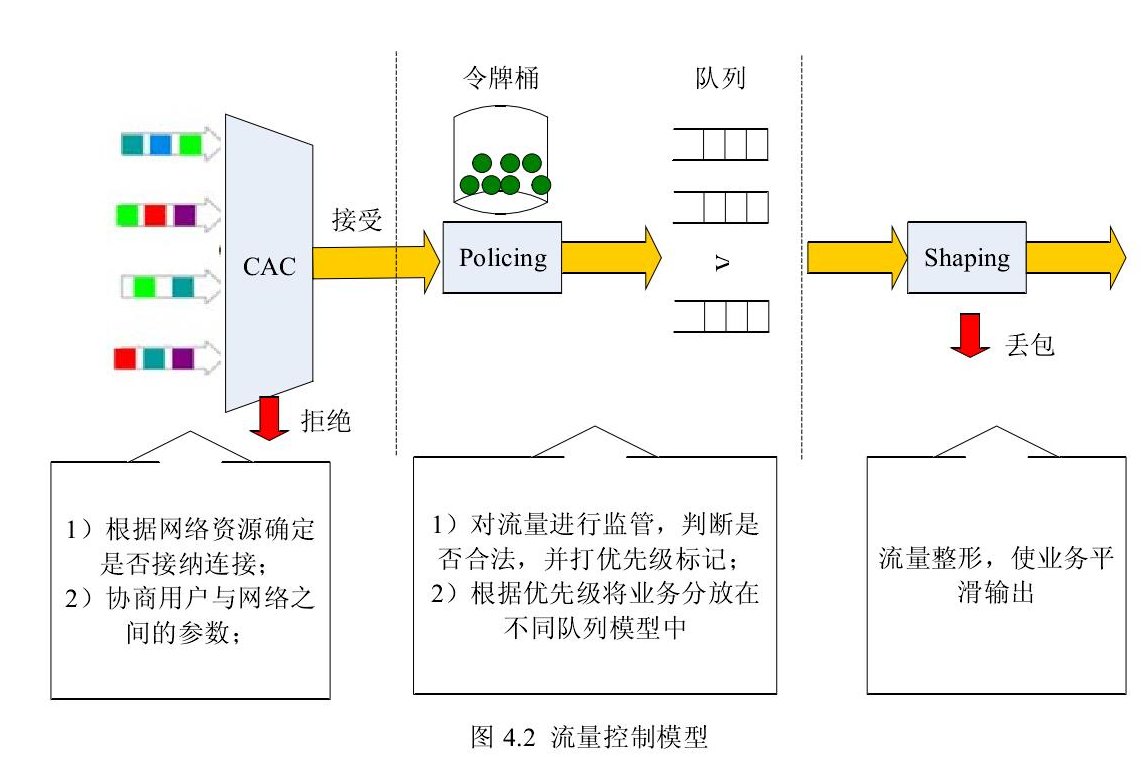 令牌桶
队列
接受
CAC
Policing
Shaping
丢包
拒绝
1）根据网络资源确定
是否接纳连接；
2）协商用户与网络之
间的参数；
1）对流量进行监管，判断是
否合法，并打优先级标记；
2）根据优先级将业务分放在
不同队列模型中
流量整形，使业务平
滑输出
图 4.2 流量控制模型